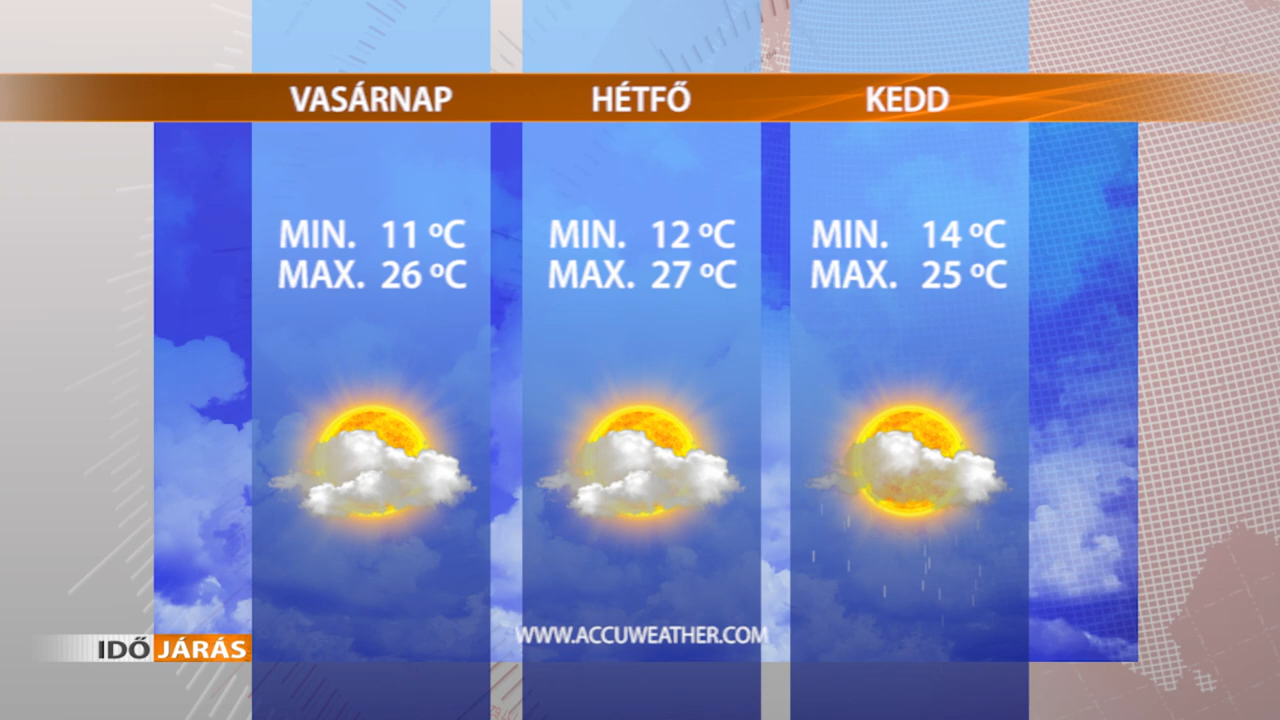 VASÁRNAP HÉTFŐ KEDD
MIN. 11 ºC MIN. 12 ºC MIN. 14 ºC
MAX. 26 ºC MAX. 27 ºC MAX. 25 ºC
WWW.ACCUWEATHER.COM
IDŐJÁRÁS